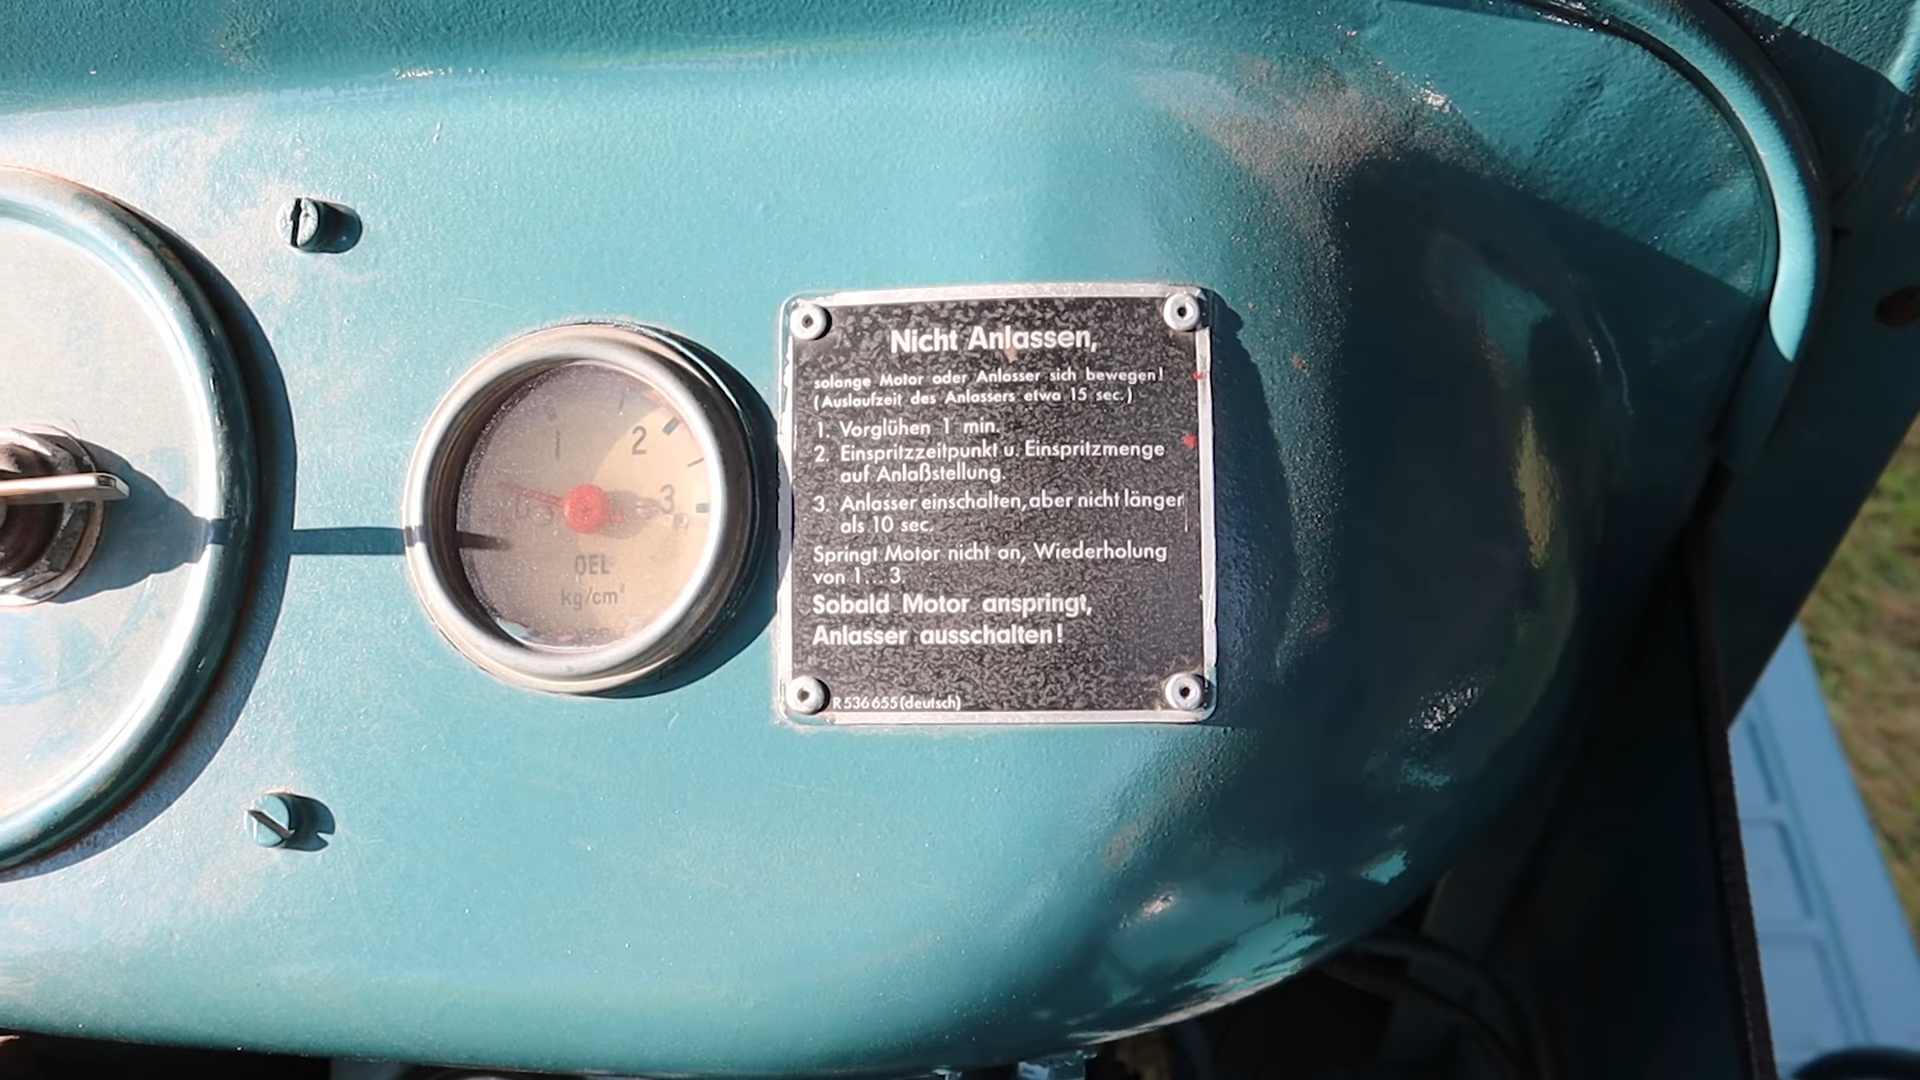 1
2
0
3
OEL
kg/cm²
Nicht Anlassen,
solange Motor oder Anlasser sich bewegen!
(Auslaufzeit des Anlassers etwa 15 sec.)
1. Vorglühen 1 min.
2. Einspritzzeitpunkt u. Einspritzmenge
auf Anlaßstellung.
3. Anlasser einschalten, aber nicht länger
als 10 sec.
Springt Motor nicht an, Wiederholung
von 1...3.
Sobald Motor anspringt,
Anlasser ausschalten!
R 536 655 (deutsch)